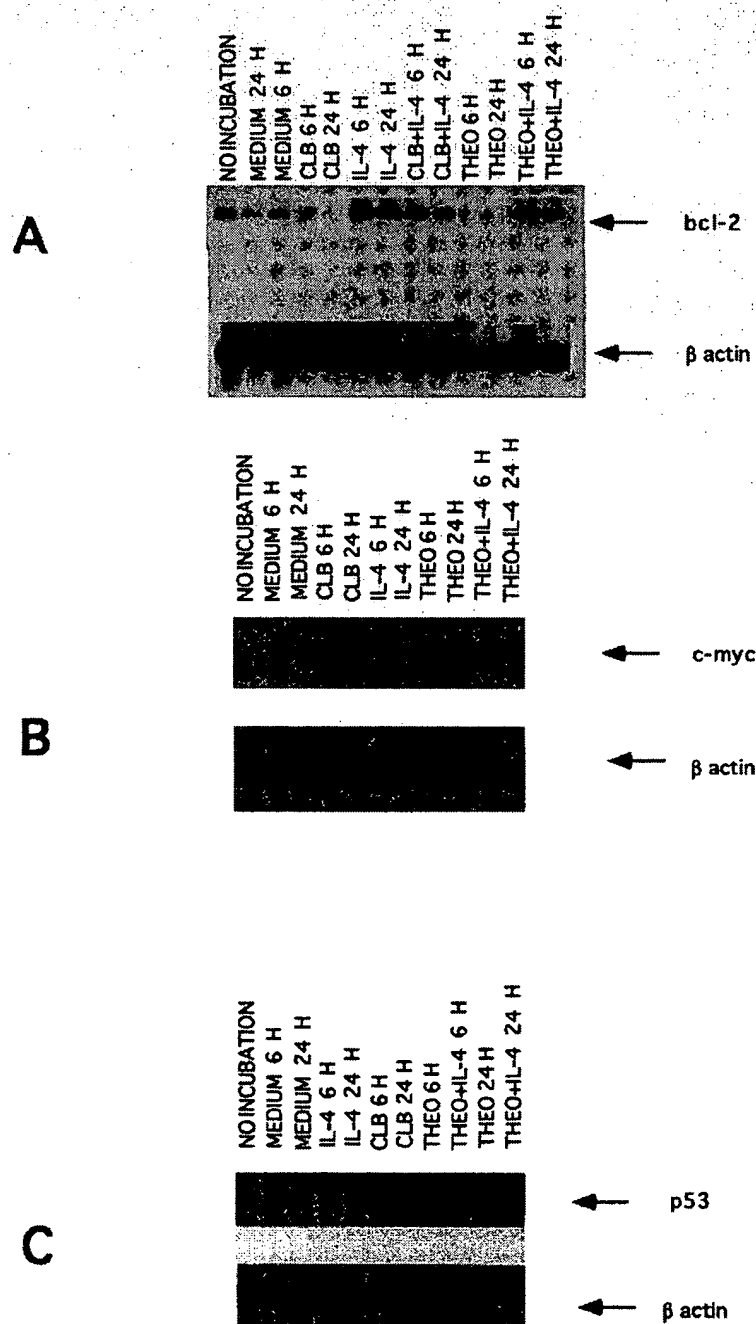 NO INCUBATION
MEDIUM 24 H
MEDIUM 6 H
CLB 6 H
CLB 24 H
IL-4 6 H
IL-4 24 H
CLB+IL-4 6 H
CLB+IL-4 24 H
THEO 6 H
THEO 24 H
THEO+IL-4 6 H
THEO+IL-4 24 H
A
bcl-2
β actin
NO INCUBATION
MEDIUM 6 H
MEDIUM 24 H
CLB 6 H
CLB 24 H
IL-4 6 H
IL-4 24 H
THEO 6 H
THEO 24 H
THEO+IL-4 6 H
THEO+IL-4 24 H
c-myc
B
β actin
NO INCUBATION
MEDIUM 6 H
MEDIUM 24 H
IL-4 6 H
IL-4 24 H
CLB 6 H
CLB 24 H
THEO 6 H
THEO+IL-4 6 H
THEO 24 H
THEO+IL-4 24 H
p53
C
β actin